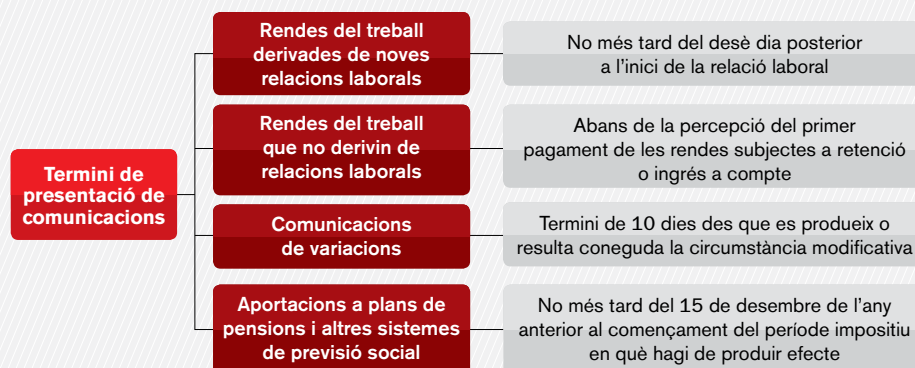 Termini de
presentació de
comunicacions
Rendes del treball
derivades de noves
relacions laborals
No més tard del desè dia posterior
a l'inici de la relació laboral
Rendes del treball
que no derivin de
relacions laborals
Abans de la percepció del primer
pagament de les rendes subjectes a retenció
o ingrés a compte
Comunicacions
de variacions
Termini de 10 dies des que es produeix o
resulta coneguda la circumstància modificativa
Aportacions a plans de
pensions i altres sistemes
de previsió social
No més tard del 15 de desembre de l'any
anterior al començament del període impositiu
en què hagi de produir efecte